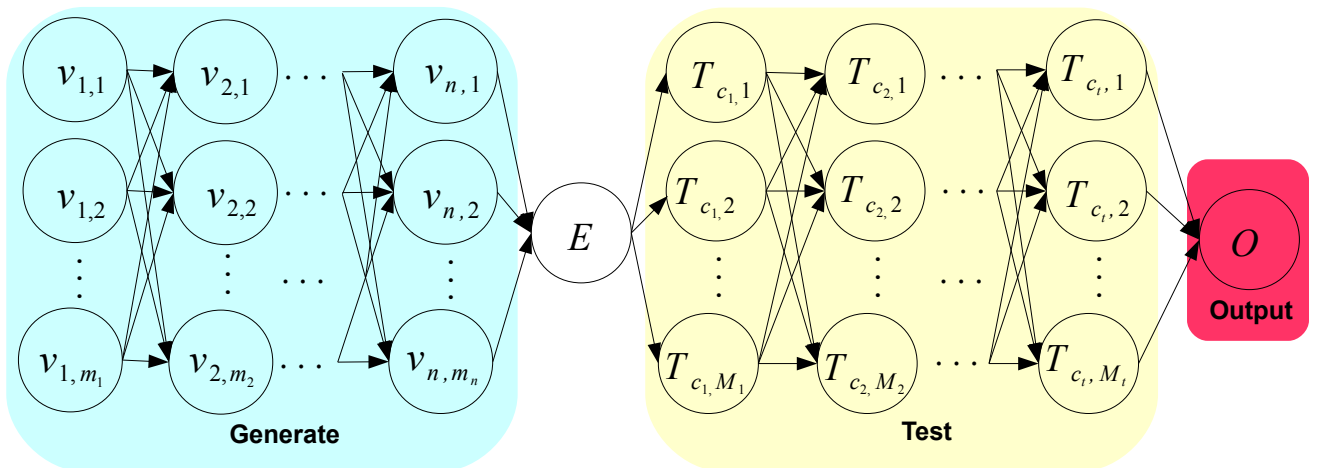 v1,1 v2,1 ... vn,1
v1,2 v2,2 ... vn,2
...
v1,m1 v2,m2 ... vn,mn
Generate
E
Tc1,1 Tc2,1 ... Tct,1
Tc1,2 Tc2,2 ... Tct,2
...
Tc1,M1 Tc2,M2 ... Tct,Mt
Test
O
Output